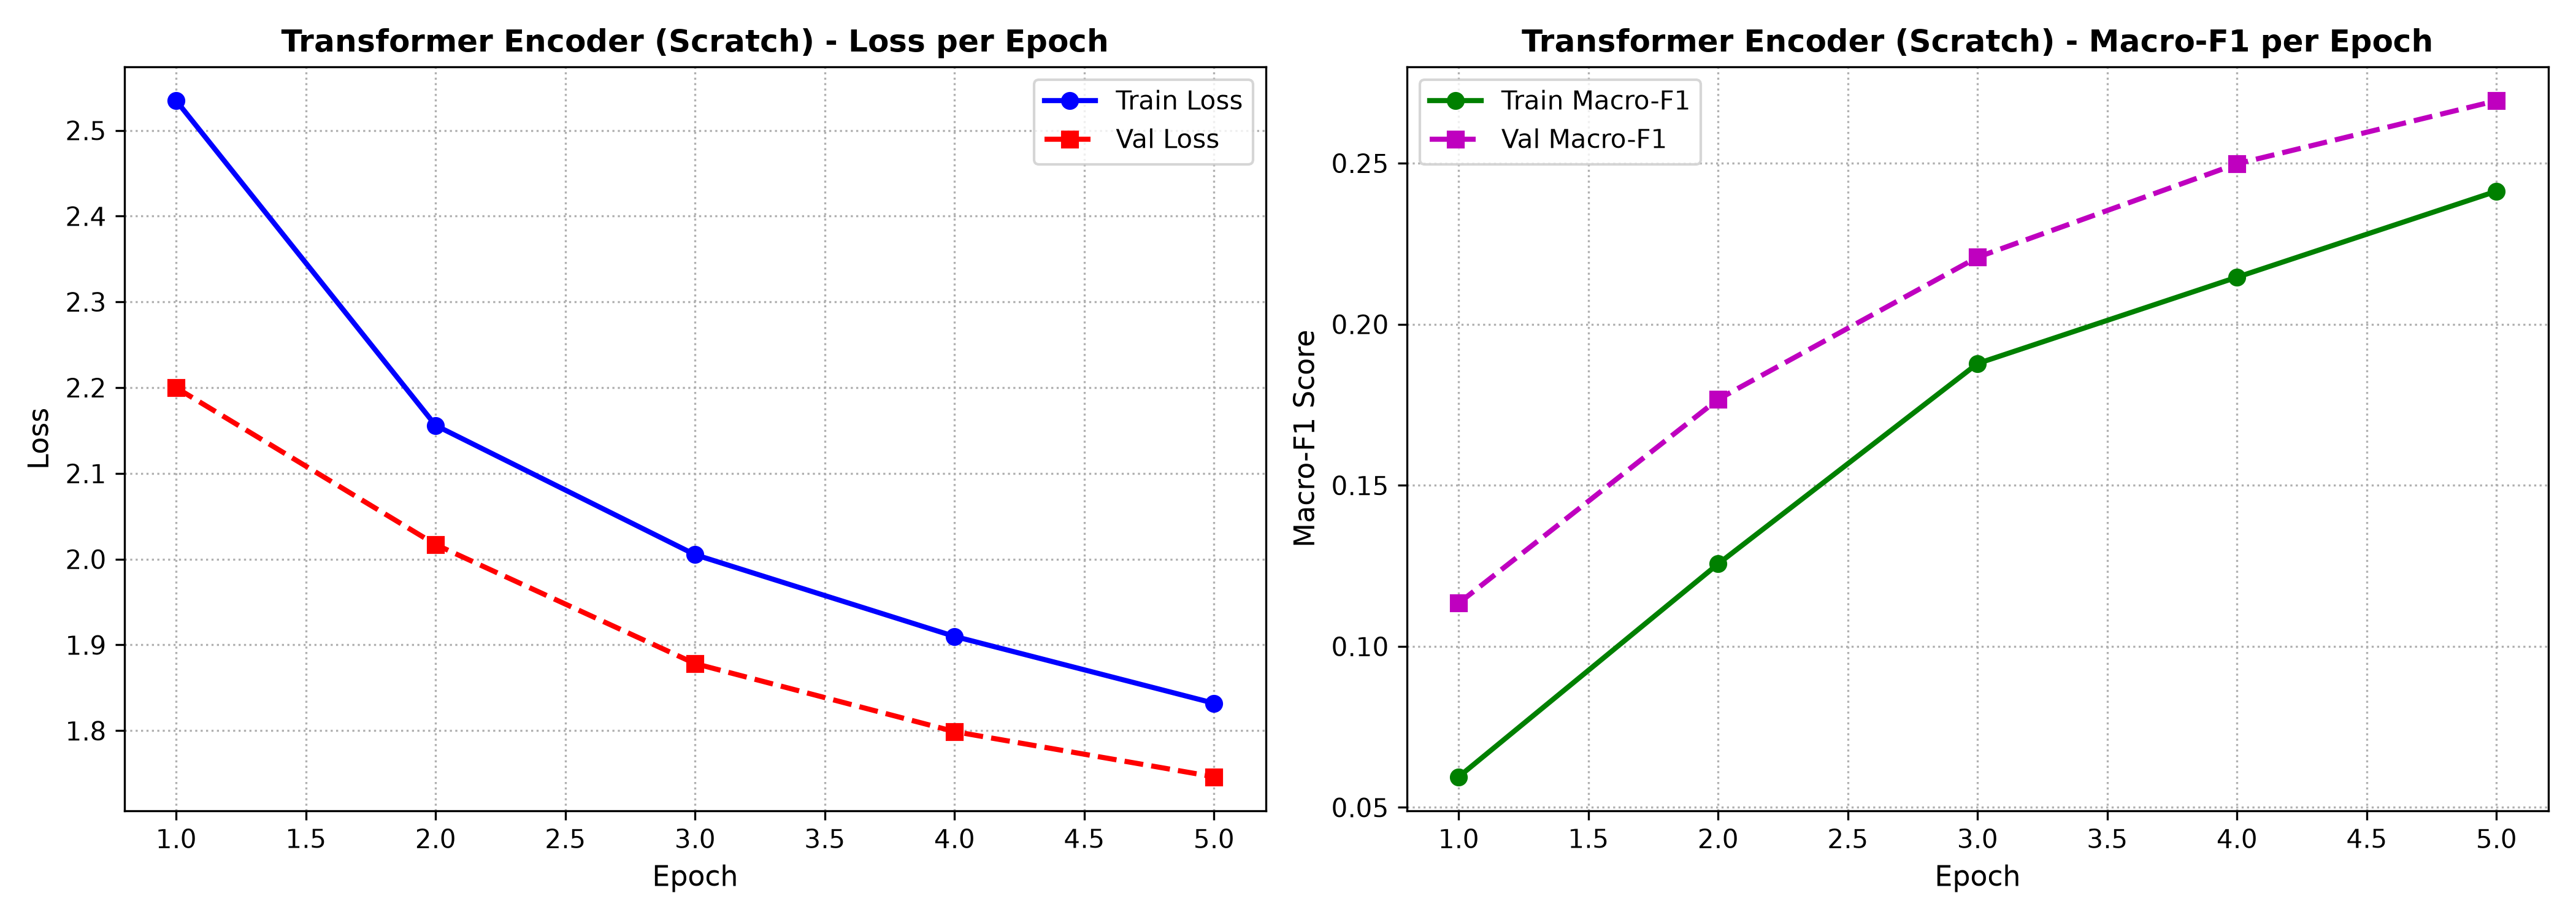 Transformer Encoder (Scratch) - Loss per Epoch
Train Loss
Val Loss
2.5
2.4
2.3
2.2
2.1
2.0
1.9
1.8
Loss
1.0 1.5 2.0 2.5 3.0 3.5 4.0 4.5 5.0
Epoch
Transformer Encoder (Scratch) - Macro-F1 per Epoch
Train Macro-F1
Val Macro-F1
0.25
0.20
0.15
0.10
0.05
Macro-F1 Score
1.0 1.5 2.0 2.5 3.0 3.5 4.0 4.5 5.0
Epoch